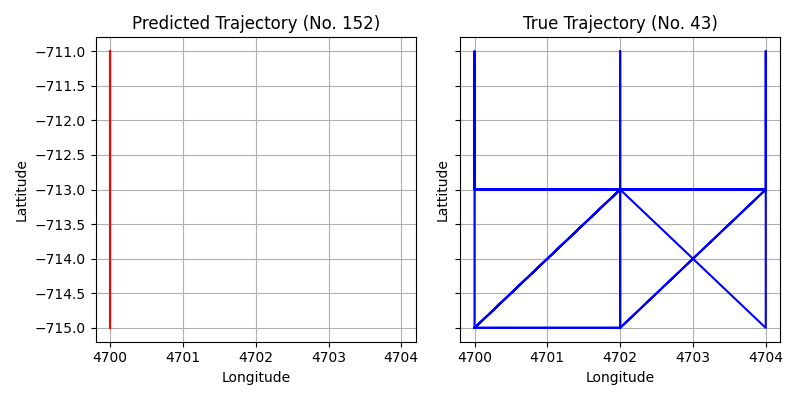 Predicted Trajectory (No. 152)
True Trajectory (No. 43)
−711.0
−711.5
−712.0
−712.5
−713.0
−713.5
−714.0
−714.5
−715.0
Lattitude
Lattitude
4700 4701 4702 4703 4704
4700 4701 4702 4703 4704
Longitude
Longitude